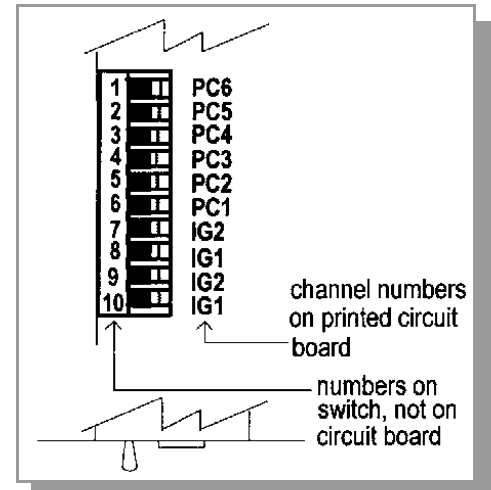 1 PC6
2 PC5
3 PC4
4 PC3
5 PC2
6 PC1
7 IG2
8 IG1
9 IG2
10 IG1
channel numbers
on printed circuit
board
numbers on
switch, not on
circuit board